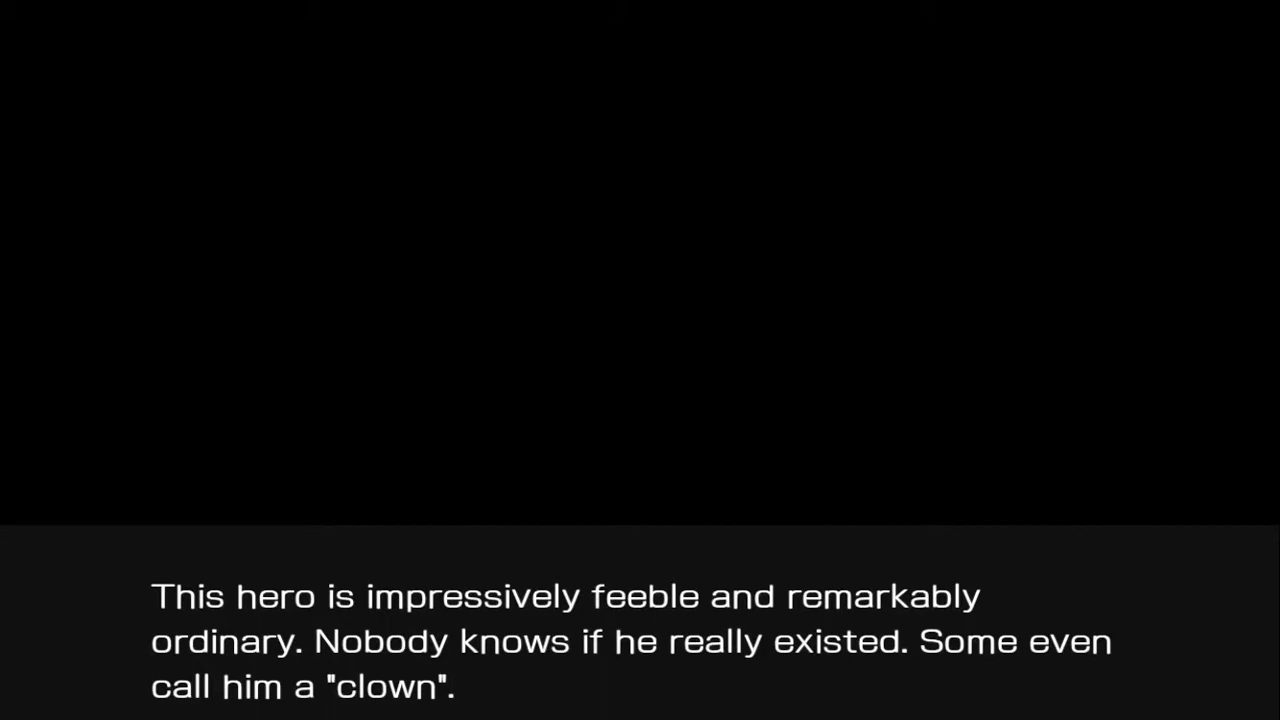 This hero is impressively feeble and remarkably
ordinary. Nobody knows if he really existed. Some even
call him a "clown".